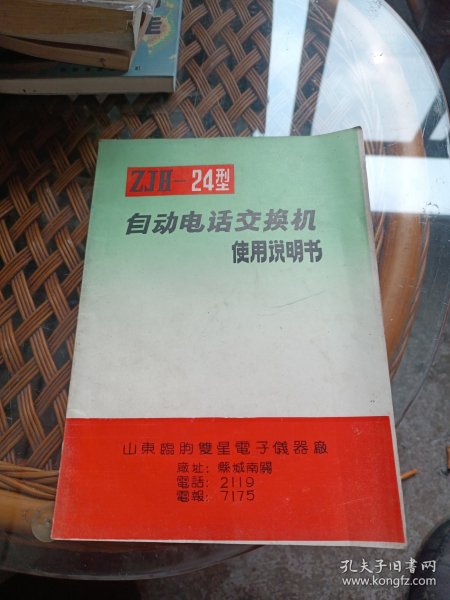 ZJH-24型
自动电话交换机
使用说明书
山東臨朐雙星電子儀器廠
廠址：縣城南關
電話：2119
電報：7175
孔夫子旧书网
www.kongfz.com